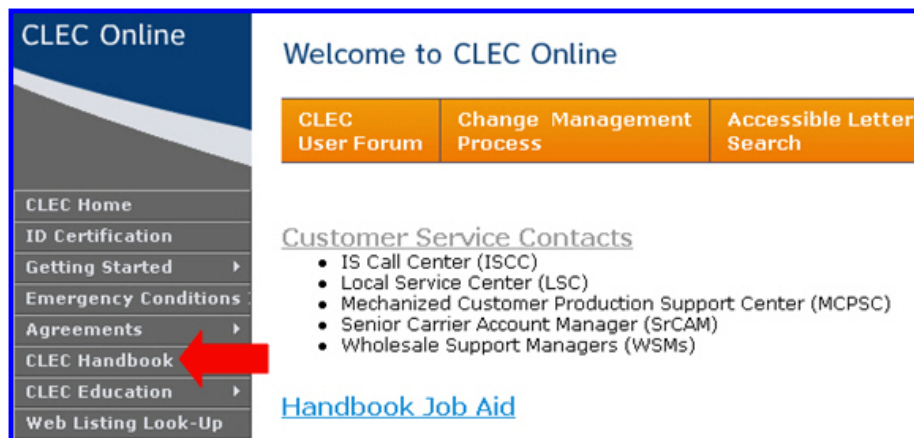 CLEC Online
Welcome to CLEC Online
CLEC User Forum
Change Management Process
Accessible Letter Search
CLEC Home
ID Certification
Getting Started
Emergency Conditions
Agreements
CLEC Handbook
CLEC Education
Web Listing Look-Up
Customer Service Contacts
IS Call Center (ISCC)
Local Service Center (LSC)
Mechanized Customer Production Support Center (MCPSC)
Senior Carrier Account Manager (SrCAM)
Wholesale Support Managers (WSMs)
Handbook Job Aid